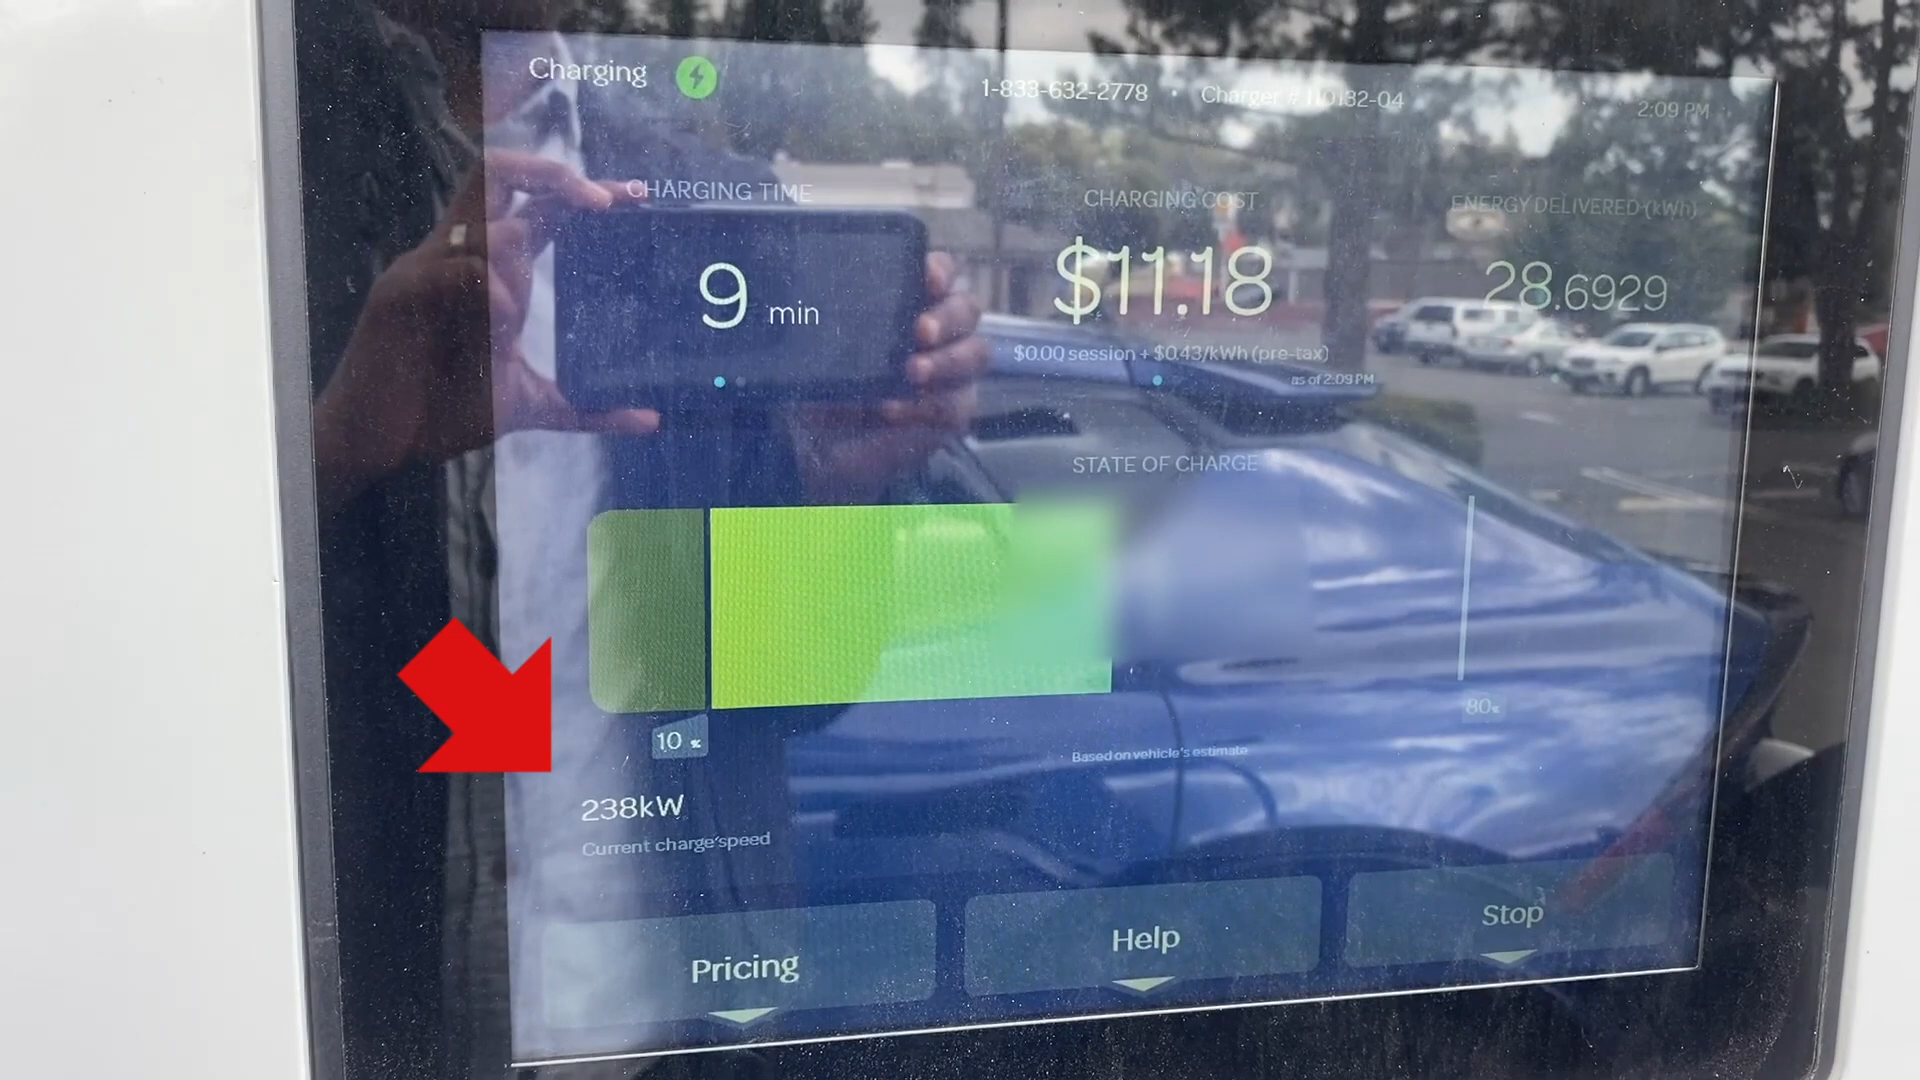 Charging
1-833-632-2778 • Charger # 110132-04
2:09 PM
CHARGING TIME
9 min
CHARGING COST
$11.18
$0.00 session + $0.43/kWh (pre-tax)
as of 2:09 PM
ENERGY DELIVERED (kWh)
28.6929
STATE OF CHARGE
10 %
80%
Based on vehicle's estimate
238kW
Current charge speed
Pricing
Help
Stop